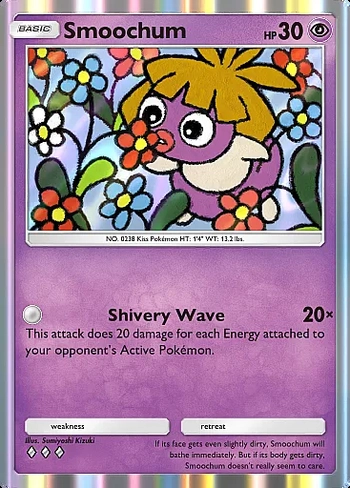 BASIC Smoochum HP 30
NO. 0238 Kiss Pokémon HT: 1'4" WT: 13.2 lbs.
Shivery Wave 20×
This attack does 20 damage for each Energy attached to
your opponent's Active Pokémon.
weakness retreat
Illus. Sumiyoshi Kizuki
If its face gets even slightly dirty, Smoochum will
bathe immediately. But if its body gets dirty,
Smoochum doesn't really seem to care.